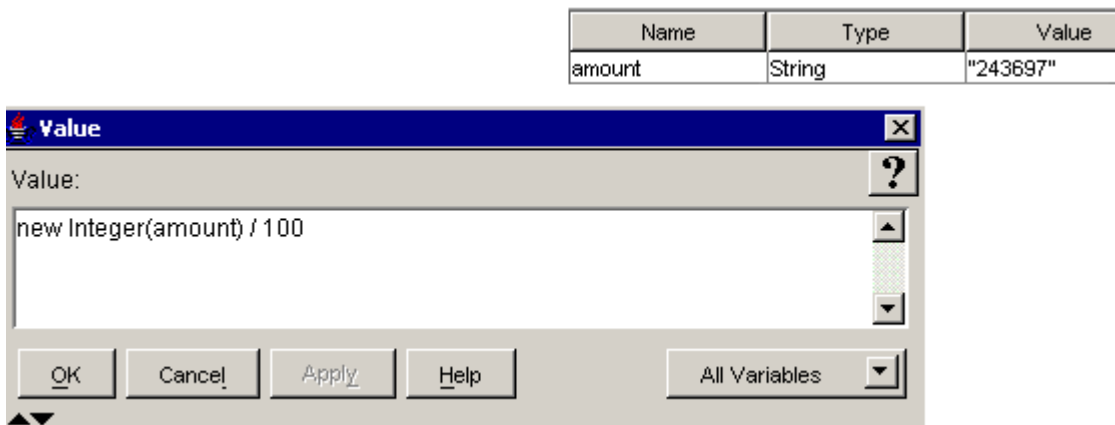 Name Type Value
amount String "243697"
Value
Value:
?
new Integer(amount) / 100
OK Cancel Apply Help All Variables